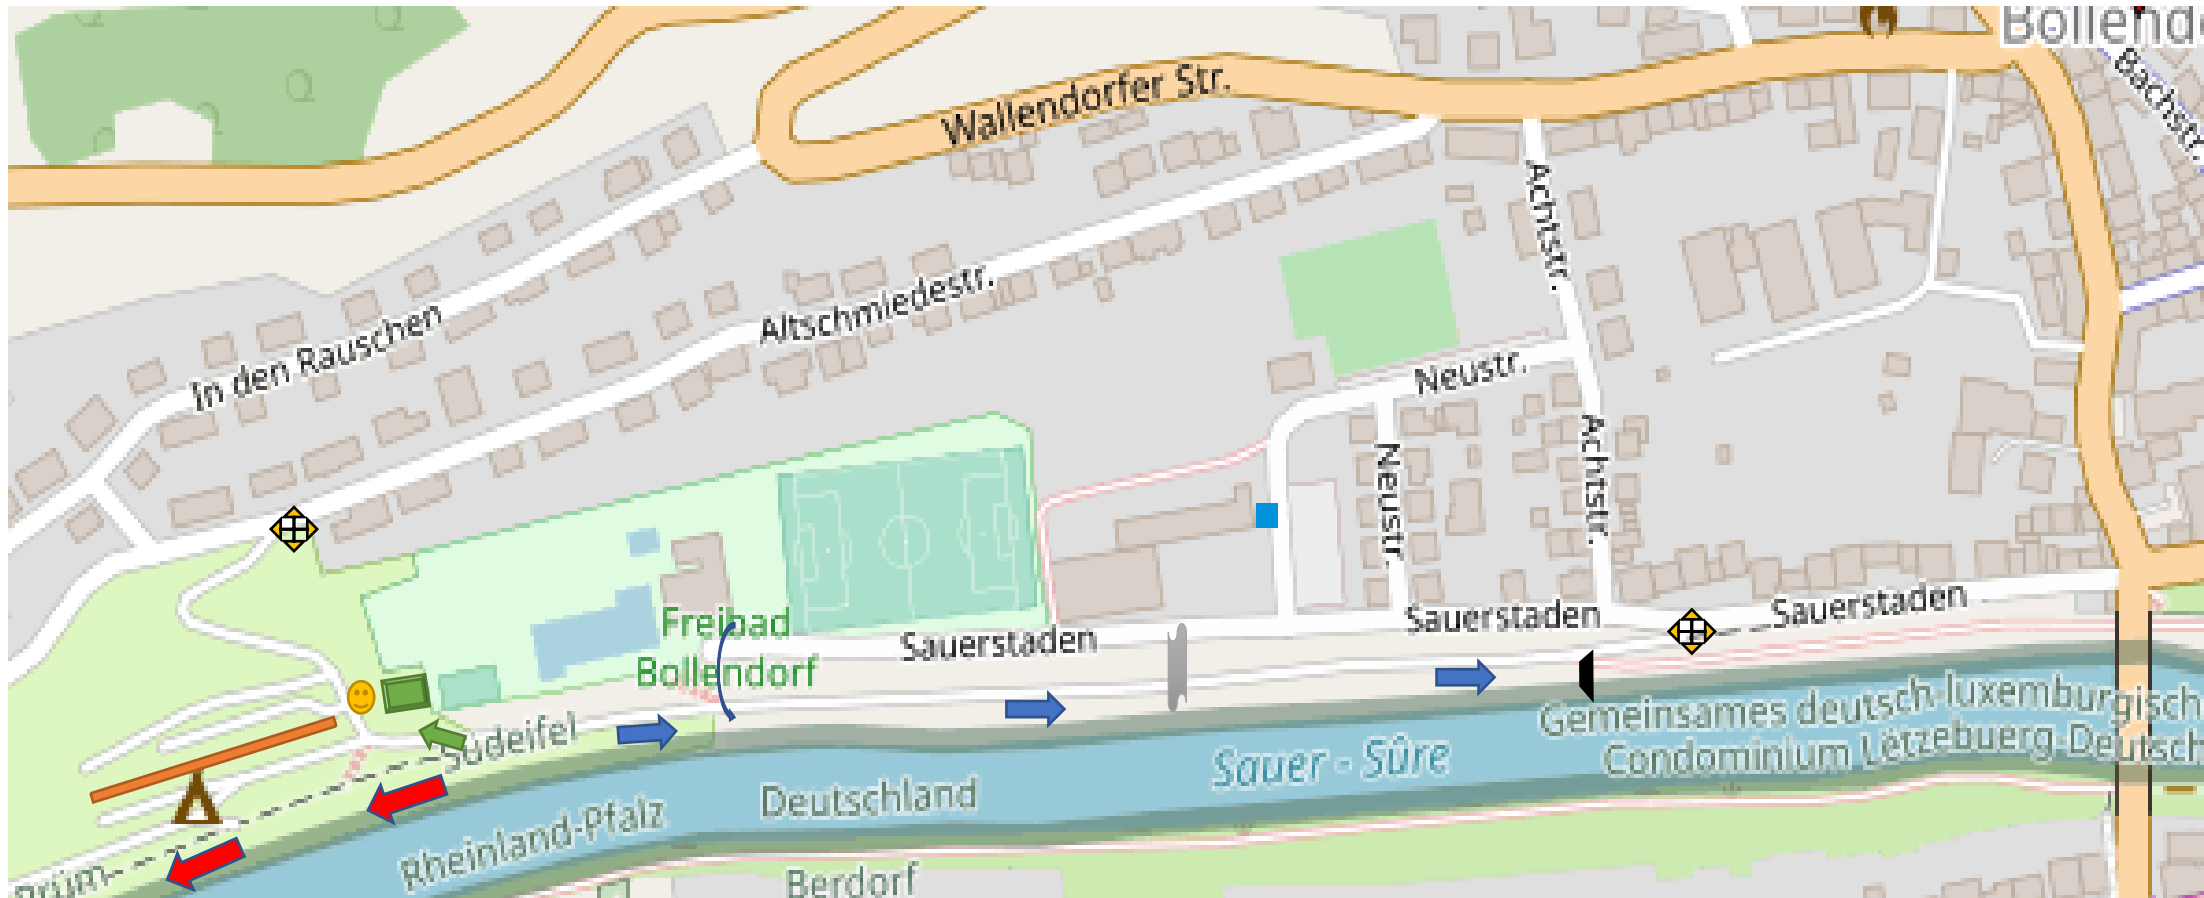 Bollend
Wallendorfer Str.
Bachstr.
Achtstr.
In den Rauschen
Altschmiedestr.
Neustr.
Neustr.
Achtstr.
Freibad
Bollendorf
Sauerstaden
Sauerstaden
Sauerstaden
Südeifel
Gemeinsames deutsch-luxemburgisch
Condominium Lëtzebuerg-Deutsch
Sauer - Sûre
Deutschland
Rheinland-Pfalz
Prüm
Berdorf